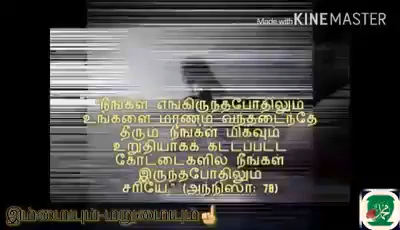 Made with KINEMASTER
"நீங்கள் எங்கிருந்தபோதிலும்
உங்களை மரணம் வந்தடைந்தே
தீரும் நீங்கள் மிகவும்
உறுதியாகக் கட்டப்பட்ட
கோட்டைகளில் நீங்கள்
இருந்தபோதிலும்
சரியே" (அந்நிஸா: 78)
இம்மையும்-மறுமையும்